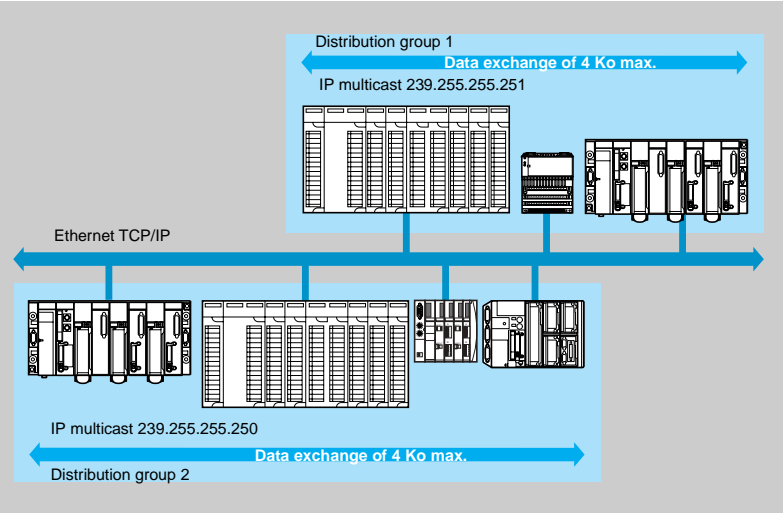 Distribution group 1
Data exchange of 4 Ko max.
IP multicast 239.255.255.251
Ethernet TCP/IP
IP multicast 239.255.255.250
Data exchange of 4 Ko max.
Distribution group 2